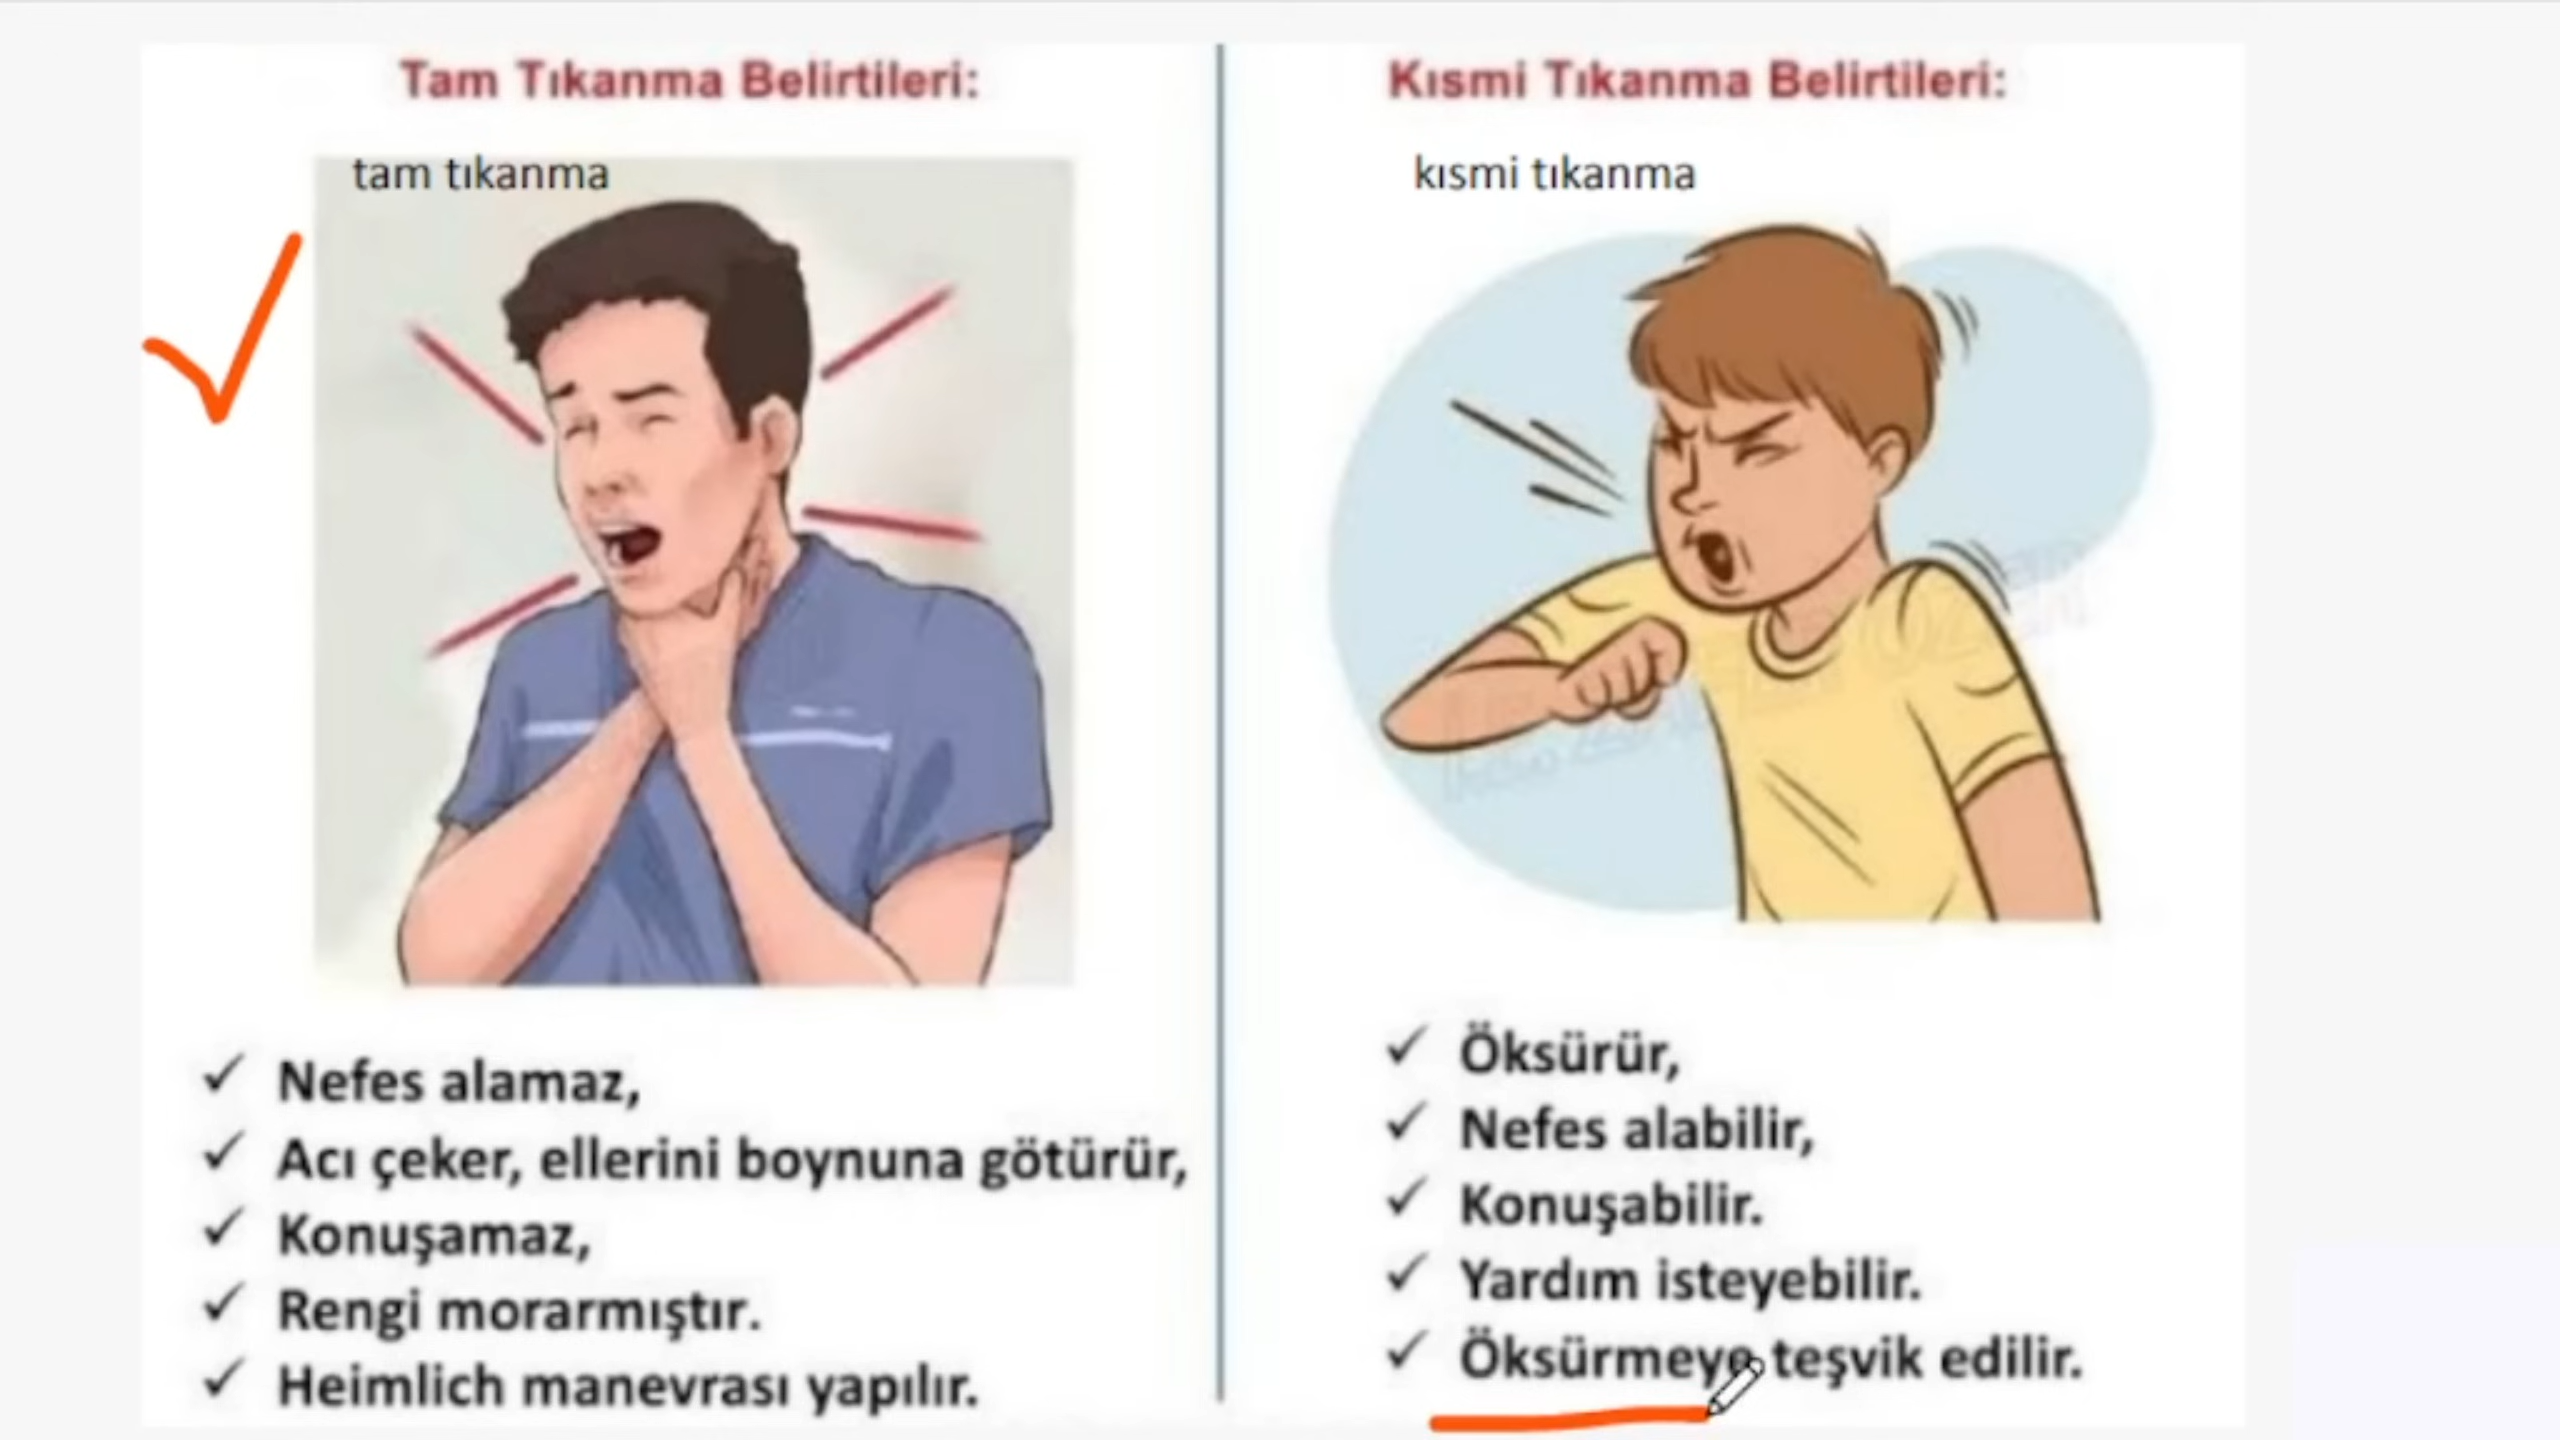 Tam Tıkanma Belirtileri:
tam tıkanma
Nefes alamaz,
Acı çeker, ellerini boynuna götürür,
Konuşamaz,
Rengi morarmıştır.
Heimlich manevrası yapılır.
Kısmi Tıkanma Belirtileri:
kısmi tıkanma
Öksürür,
Nefes alabilir,
Konuşabilir.
Yardım isteyebilir.
Öksürmeye teşvik edilir.